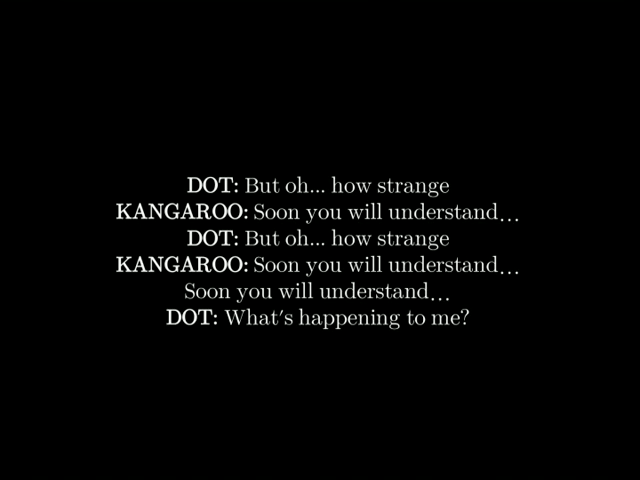 DOT: But oh... how strange
KANGAROO: Soon you will understand...
DOT: But oh... how strange
KANGAROO: Soon you will understand...
Soon you will understand...
DOT: What's happening to me?